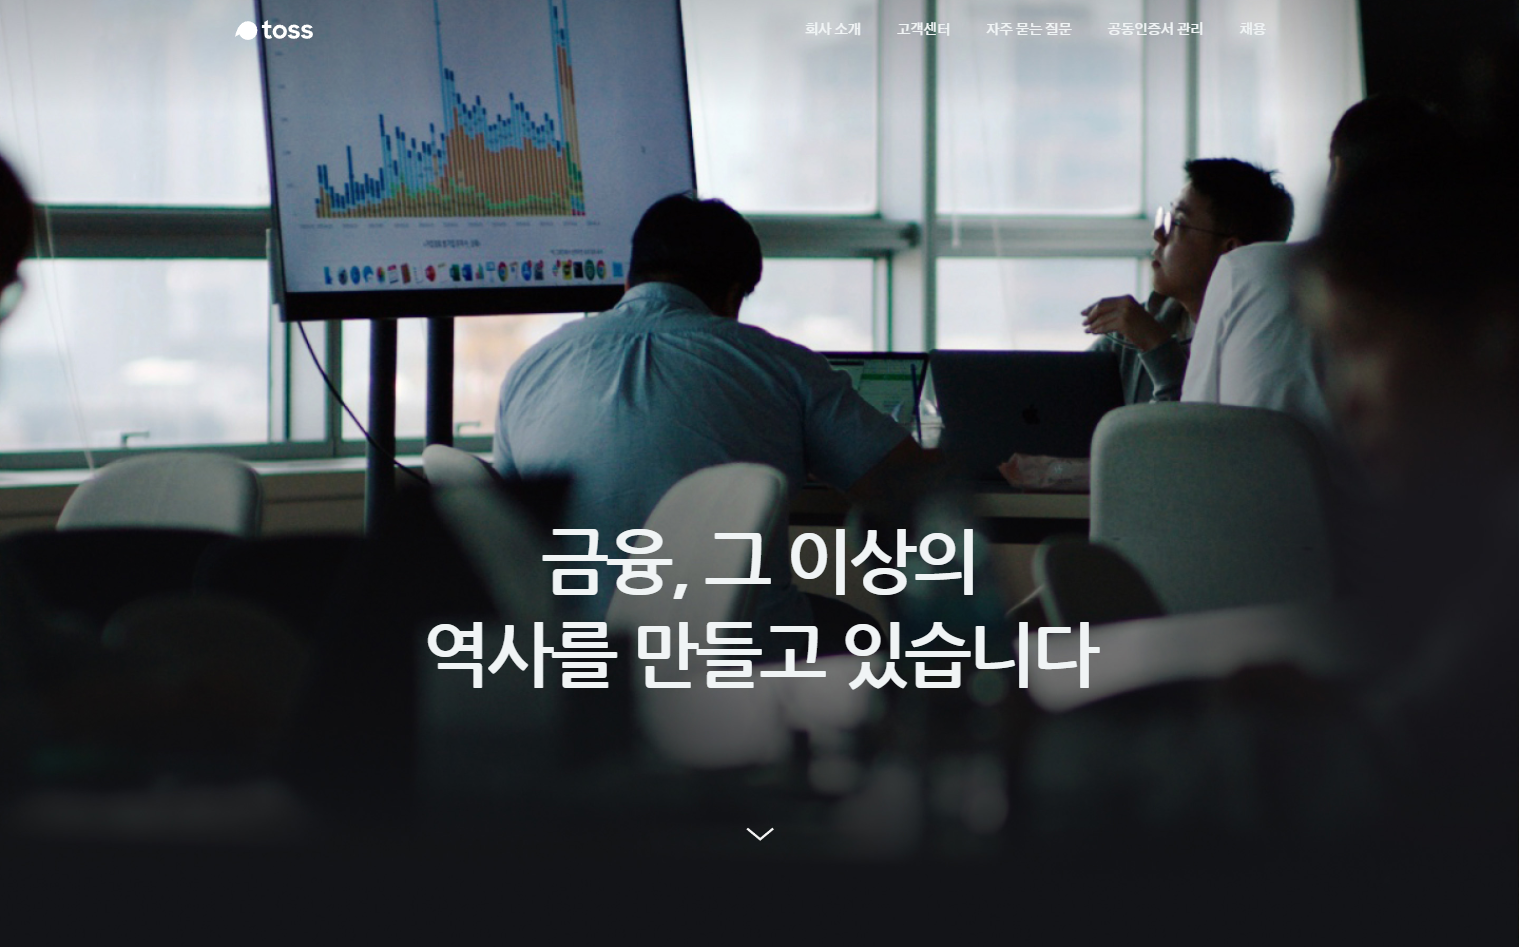 toss
회사 소개
고객센터
자주 묻는 질문
공동인증서 관리
채용
금융, 그 이상의
역사를 만들고 있습니다